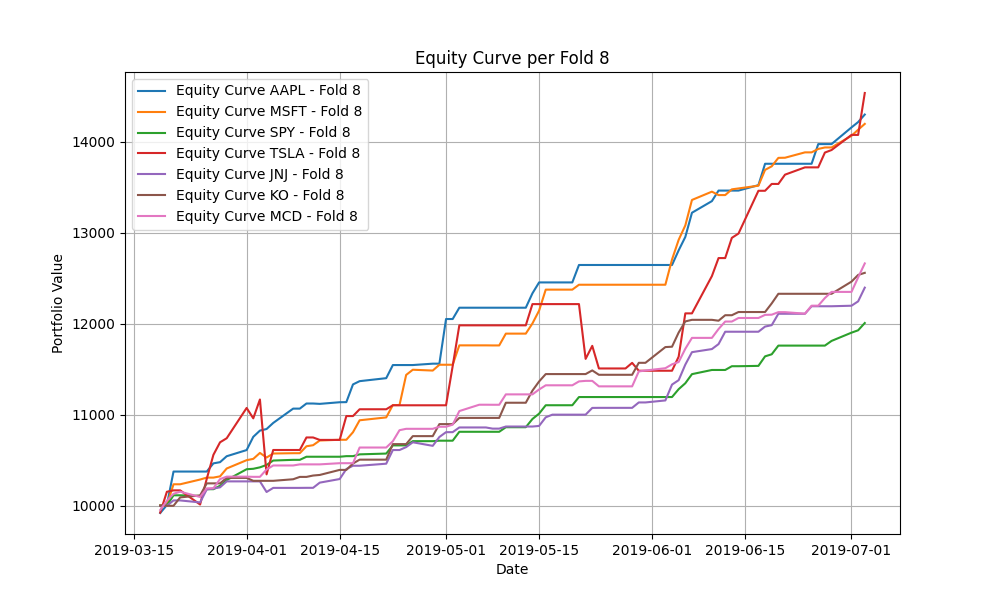 Equity Curve per Fold 8
Equity Curve AAPL - Fold 8
Equity Curve MSFT - Fold 8
Equity Curve SPY - Fold 8
Equity Curve TSLA - Fold 8
Equity Curve JNJ - Fold 8
Equity Curve KO - Fold 8
Equity Curve MCD - Fold 8
Portfolio Value
14000
13000
12000
11000
10000
2019-03-15 2019-04-01 2019-04-15 2019-05-01 2019-05-15 2019-06-01 2019-06-15 2019-07-01
Date